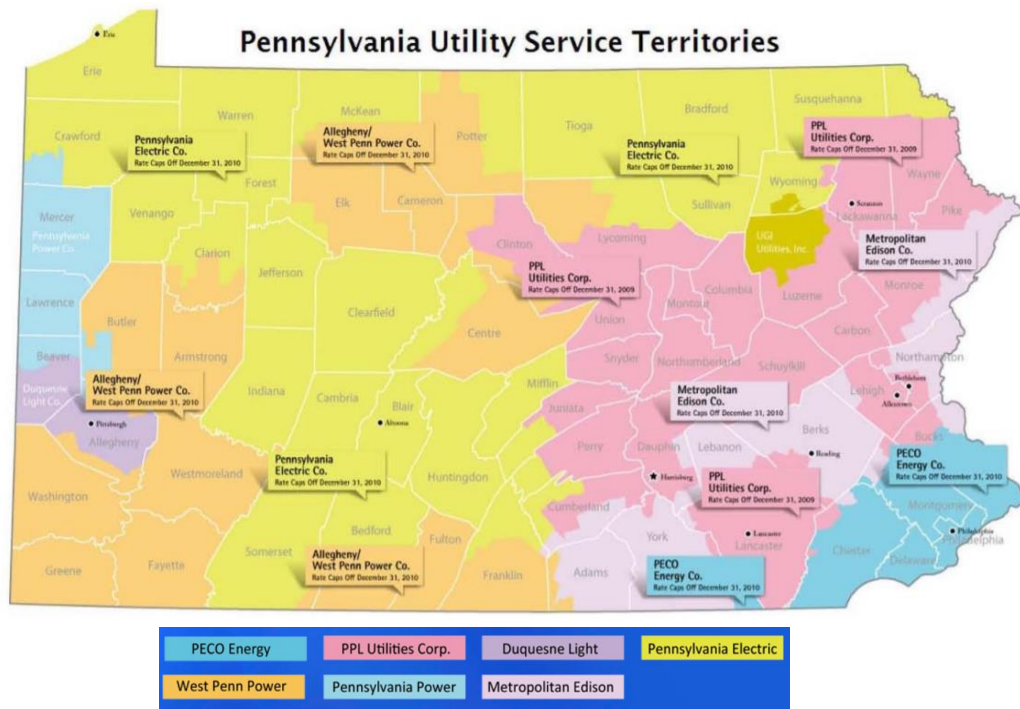 Pennsylvania Utility Service Territories
Erie
Erie
Crawford
Warren
McKean
Potter
Tioga
Bradford
Susquehanna
Pennsylvania
Electric Co.
Rate Caps Off December 31, 2010
Allegheny/
West Penn Power Co.
Rate Caps Off December 31, 2010
Pennsylvania
Electric Co.
Rate Caps Off December 31, 2010
PPL
Utilities Corp.
Rate Caps Off December 31, 2009
Forest
Elk
Cameron
Sullivan
Wyoming
Wayne
Scranton
Lackawanna
Pike
Mercer
Pennsylvania
Power Co.
Venango
Clarion
Jefferson
Clinton
Lycoming
UGI
Utilities, Inc.
Metropolitan
Edison Co.
Rate Caps Off December 31, 2010
PPL
Utilities Corp.
Rate Caps Off December 31, 2009
Lawrence
Butler
Clearfield
Centre
Union
Montour
Columbia
Luzerne
Monroe
Carbon
Beaver
Armstrong
Snyder
Northumberland
Schuylkill
Northampton
Duquesne
Light Co.
Allegheny/
West Penn Power Co.
Rate Caps Off December 31, 2010
Indiana
Cambria
Blair
Altoona
Mifflin
Juniata
Metropolitan
Edison Co.
Rate Caps Off December 31, 2010
Lehigh
Bethlehem
Allentown
Pittsburgh
Allegheny
Perry
Dauphin
Lebanon
Berks
Reading
Bucks
Westmoreland
Washington
Pennsylvania
Electric Co.
Rate Caps Off December 31, 2010
Huntingdon
Harrisburg
PPL
Utilities Corp.
Rate Caps Off December 31, 2009
PECO
Energy Co.
Rate Caps Off December 31, 2010
Montgomery
Cumberland
Greene
Fayette
Somerset
Bedford
Fulton
Franklin
Allegheny/
West Penn Power Co.
Rate Caps Off December 31, 2010
Adams
York
Lancaster
Lancaster
Chester
Delaware
Philadelphia
Philadelphia
PECO
Energy Co.
Rate Caps Off December 31, 2010
PECO Energy
PPL Utilities Corp.
Duquesne Light
Pennsylvania Electric
West Penn Power
Pennsylvania Power
Metropolitan Edison